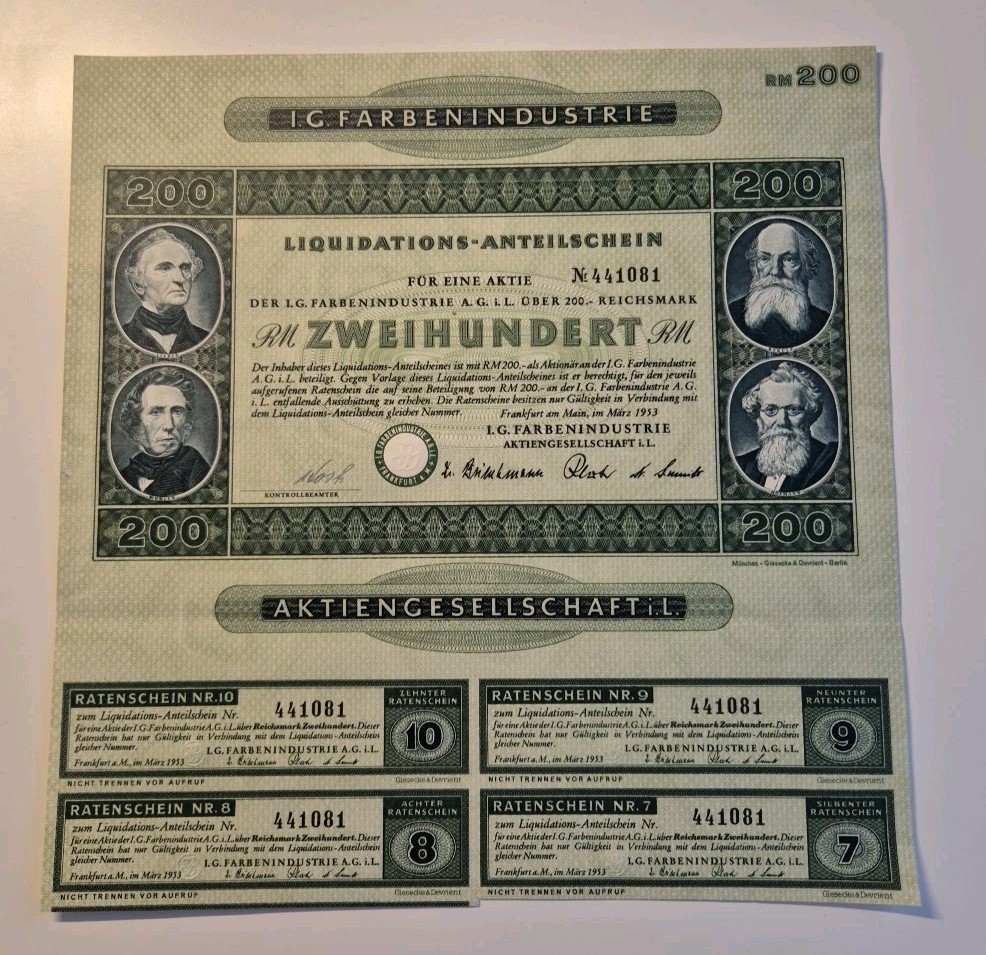 RM 200
I.G. FARBENINDUSTRIE
200
200
LIQUIDATIONS-ANTEILSCHEIN
FÜR EINE AKTIE № 441081
DER I.G. FARBENINDUSTRIE A.G. i. L. ÜBER 200.- REICHSMARK
RM ZWEIHUNDERT RM
Der Inhaber dieses Liquidations-Anteilscheines ist mit RM 200.- als Aktionär an der I.G. Farbenindustrie
A.G. i. L. beteiligt. Gegen Vorlage dieses Liquidations-Anteilscheines ist er berechtigt, für den jeweils
aufgerufenen Ratenschein die auf seine Beteiligung von RM 200.- an der I. G. Farbenindustrie A. G.
i. L. entfallende Ausschüttung zu erheben. Die Ratenscheine besitzen nur Gültigkeit in Verbindung mit
dem Liquidations-Anteilschein gleicher Nummer. Frankfurt am Main, im März 1953
I.G. FARBENINDUSTRIE
AKTIENGESELLSCHAFT i. L.
I.G. FARBENINDUSTRIE A.G. i. L.
FRANKFURT A. M.
KONTROLLBEAMTER
200
200
München - Giesecke & Devrient - Berlin
AKTIENGESELLSCHAFT i. L.
RATENSCHEIN NR. 10
zum Liquidations-Anteilschein Nr. 441081
für eine Aktie der I. G. Farbenindustrie A. G. i. L. über Reichsmark Zweihundert. Dieser
Ratenschein hat nur Gültigkeit in Verbindung mit dem Liquidations-Anteilschein
gleicher Nummer. I.G. FARBENINDUSTRIE A.G. i. L.
Frankfurt a. M., im März 1953
ZEHNTER
RATENSCHEIN
10
NICHT TRENNEN VOR AUFRUF Giesecke & Devrient
RATENSCHEIN NR. 9
zum Liquidations-Anteilschein Nr. 441081
für eine Aktie der I. G. Farbenindustrie A. G. i. L. über Reichsmark Zweihundert. Dieser
Ratenschein hat nur Gültigkeit in Verbindung mit dem Liquidations-Anteilschein
gleicher Nummer. I.G. FARBENINDUSTRIE A.G. i. L.
Frankfurt a. M., im März 1953
NEUNTER
RATENSCHEIN
9
NICHT TRENNEN VOR AUFRUF Giesecke & Devrient
RATENSCHEIN NR. 8
zum Liquidations-Anteilschein Nr. 441081
für eine Aktie der I. G. Farbenindustrie A. G. i. L. über Reichsmark Zweihundert. Dieser
Ratenschein hat nur Gültigkeit in Verbindung mit dem Liquidations-Anteilschein
gleicher Nummer. I.G. FARBENINDUSTRIE A.G. i. L.
Frankfurt a. M., im März 1953
ACHTER
RATENSCHEIN
8
NICHT TRENNEN VOR AUFRUF Giesecke & Devrient
RATENSCHEIN NR. 7
zum Liquidations-Anteilschein Nr. 441081
für eine Aktie der I. G. Farbenindustrie A. G. i. L. über Reichsmark Zweihundert. Dieser
Ratenschein hat nur Gültigkeit in Verbindung mit dem Liquidations-Anteilschein
gleicher Nummer. I.G. FARBENINDUSTRIE A.G. i. L.
Frankfurt a. M., im März 1953
SIEBENTER
RATENSCHEIN
7
NICHT TRENNEN VOR AUFRUF Giesecke & Devrient